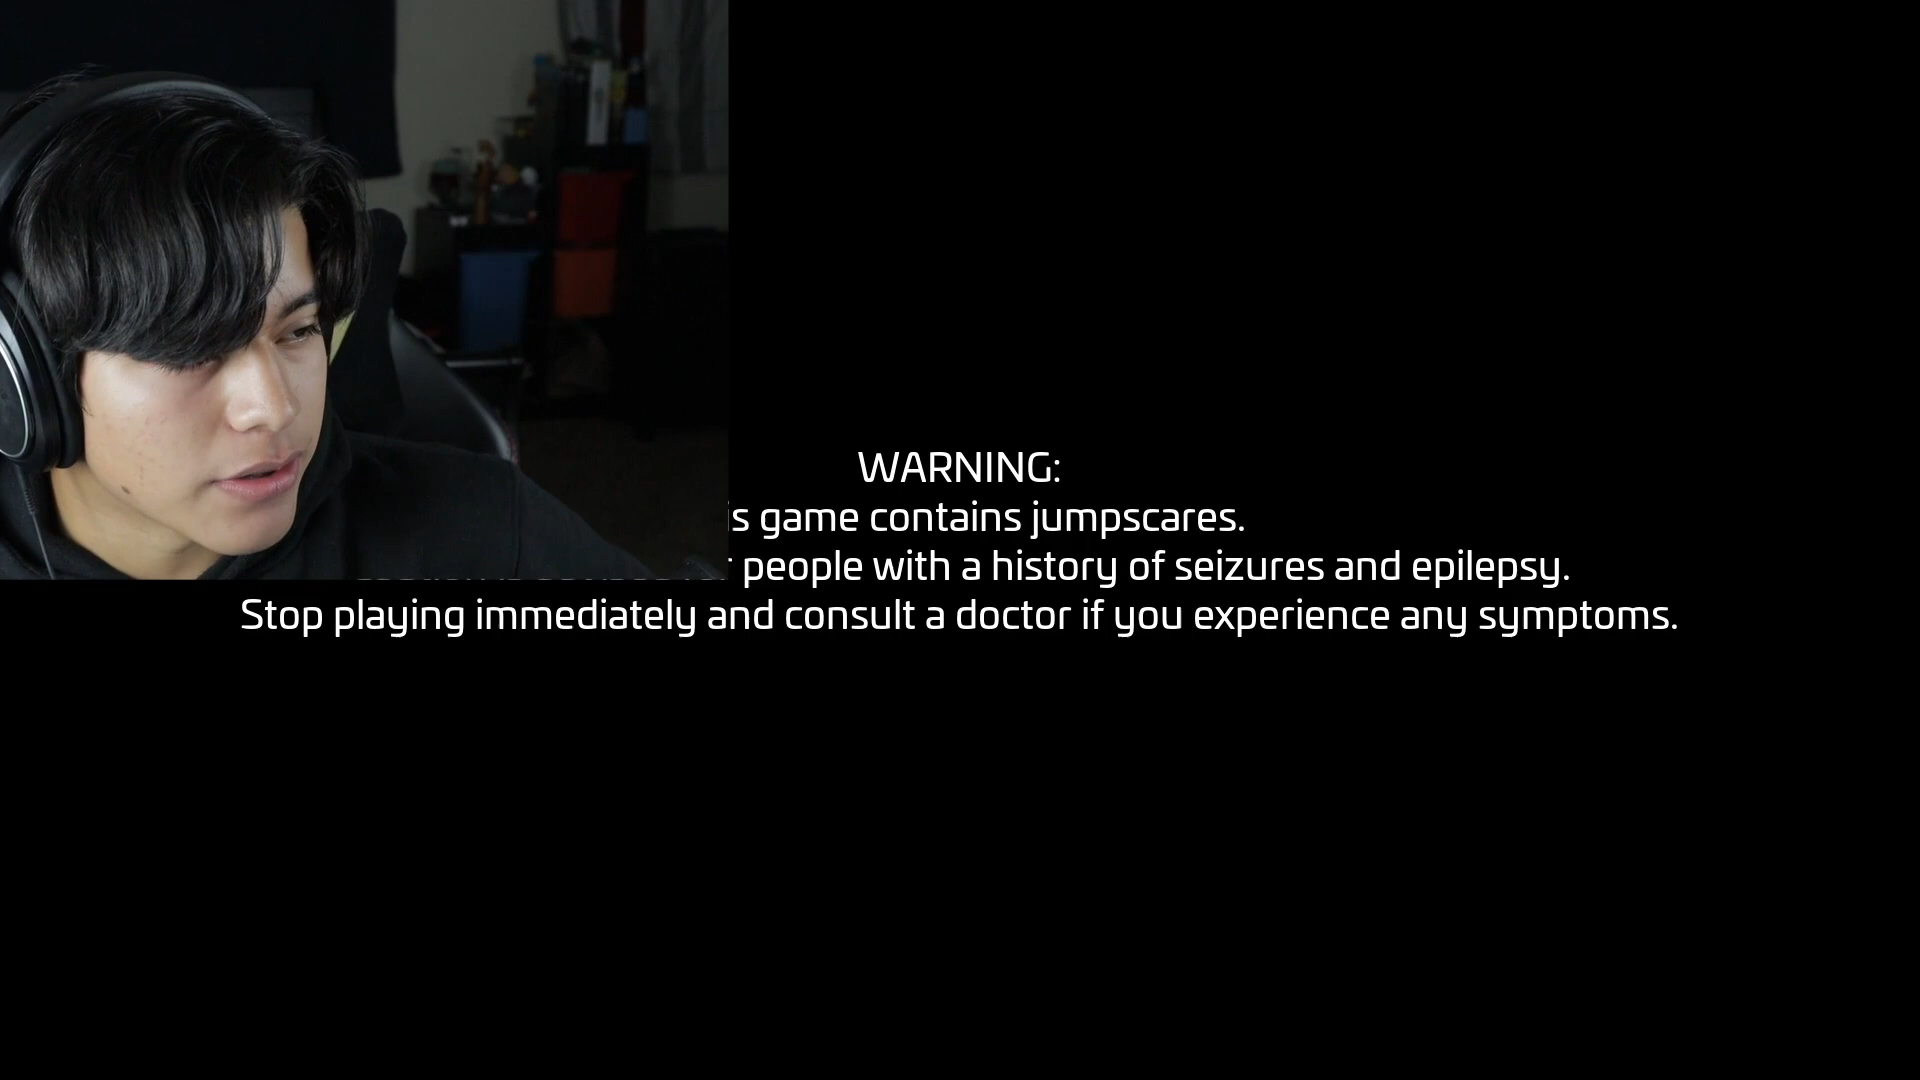 WARNING:
is game contains jumpscares.
people with a history of seizures and epilepsy.
Stop playing immediately and consult a doctor if you experience any symptoms.